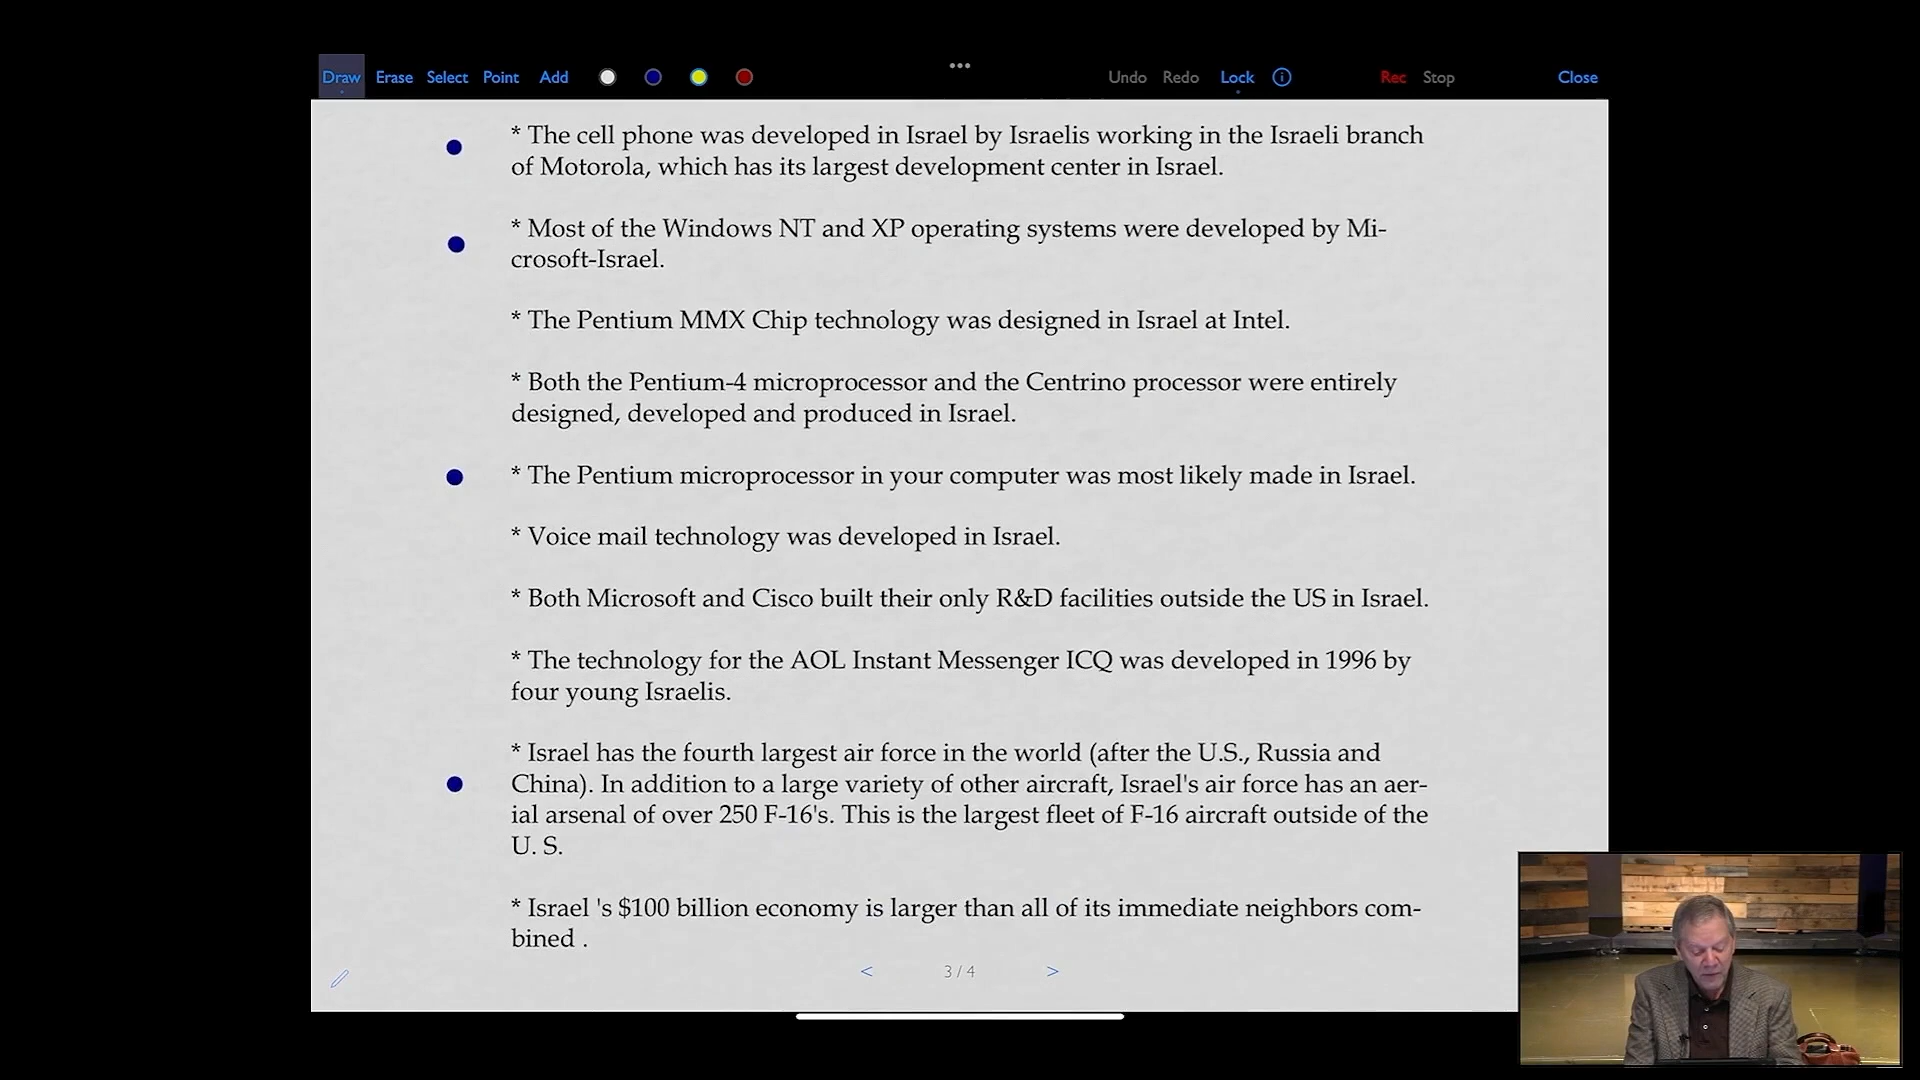 Draw Erase Select Point Add Undo Redo Lock Rec Stop Close
* The cell phone was developed in Israel by Israelis working in the Israeli branch
of Motorola, which has its largest development center in Israel.
* Most of the Windows NT and XP operating systems were developed by Mi-
crosoft-Israel.
* The Pentium MMX Chip technology was designed in Israel at Intel.
* Both the Pentium-4 microprocessor and the Centrino processor were entirely
designed, developed and produced in Israel.
* The Pentium microprocessor in your computer was most likely made in Israel.
* Voice mail technology was developed in Israel.
* Both Microsoft and Cisco built their only R&D facilities outside the US in Israel.
* The technology for the AOL Instant Messenger ICQ was developed in 1996 by
four young Israelis.
* Israel has the fourth largest air force in the world (after the U.S., Russia and
China). In addition to a large variety of other aircraft, Israel's air force has an aer-
ial arsenal of over 250 F-16's. This is the largest fleet of F-16 aircraft outside of the
U. S.
* Israel 's $100 billion economy is larger than all of its immediate neighbors com-
bined .
< 3 / 4 >